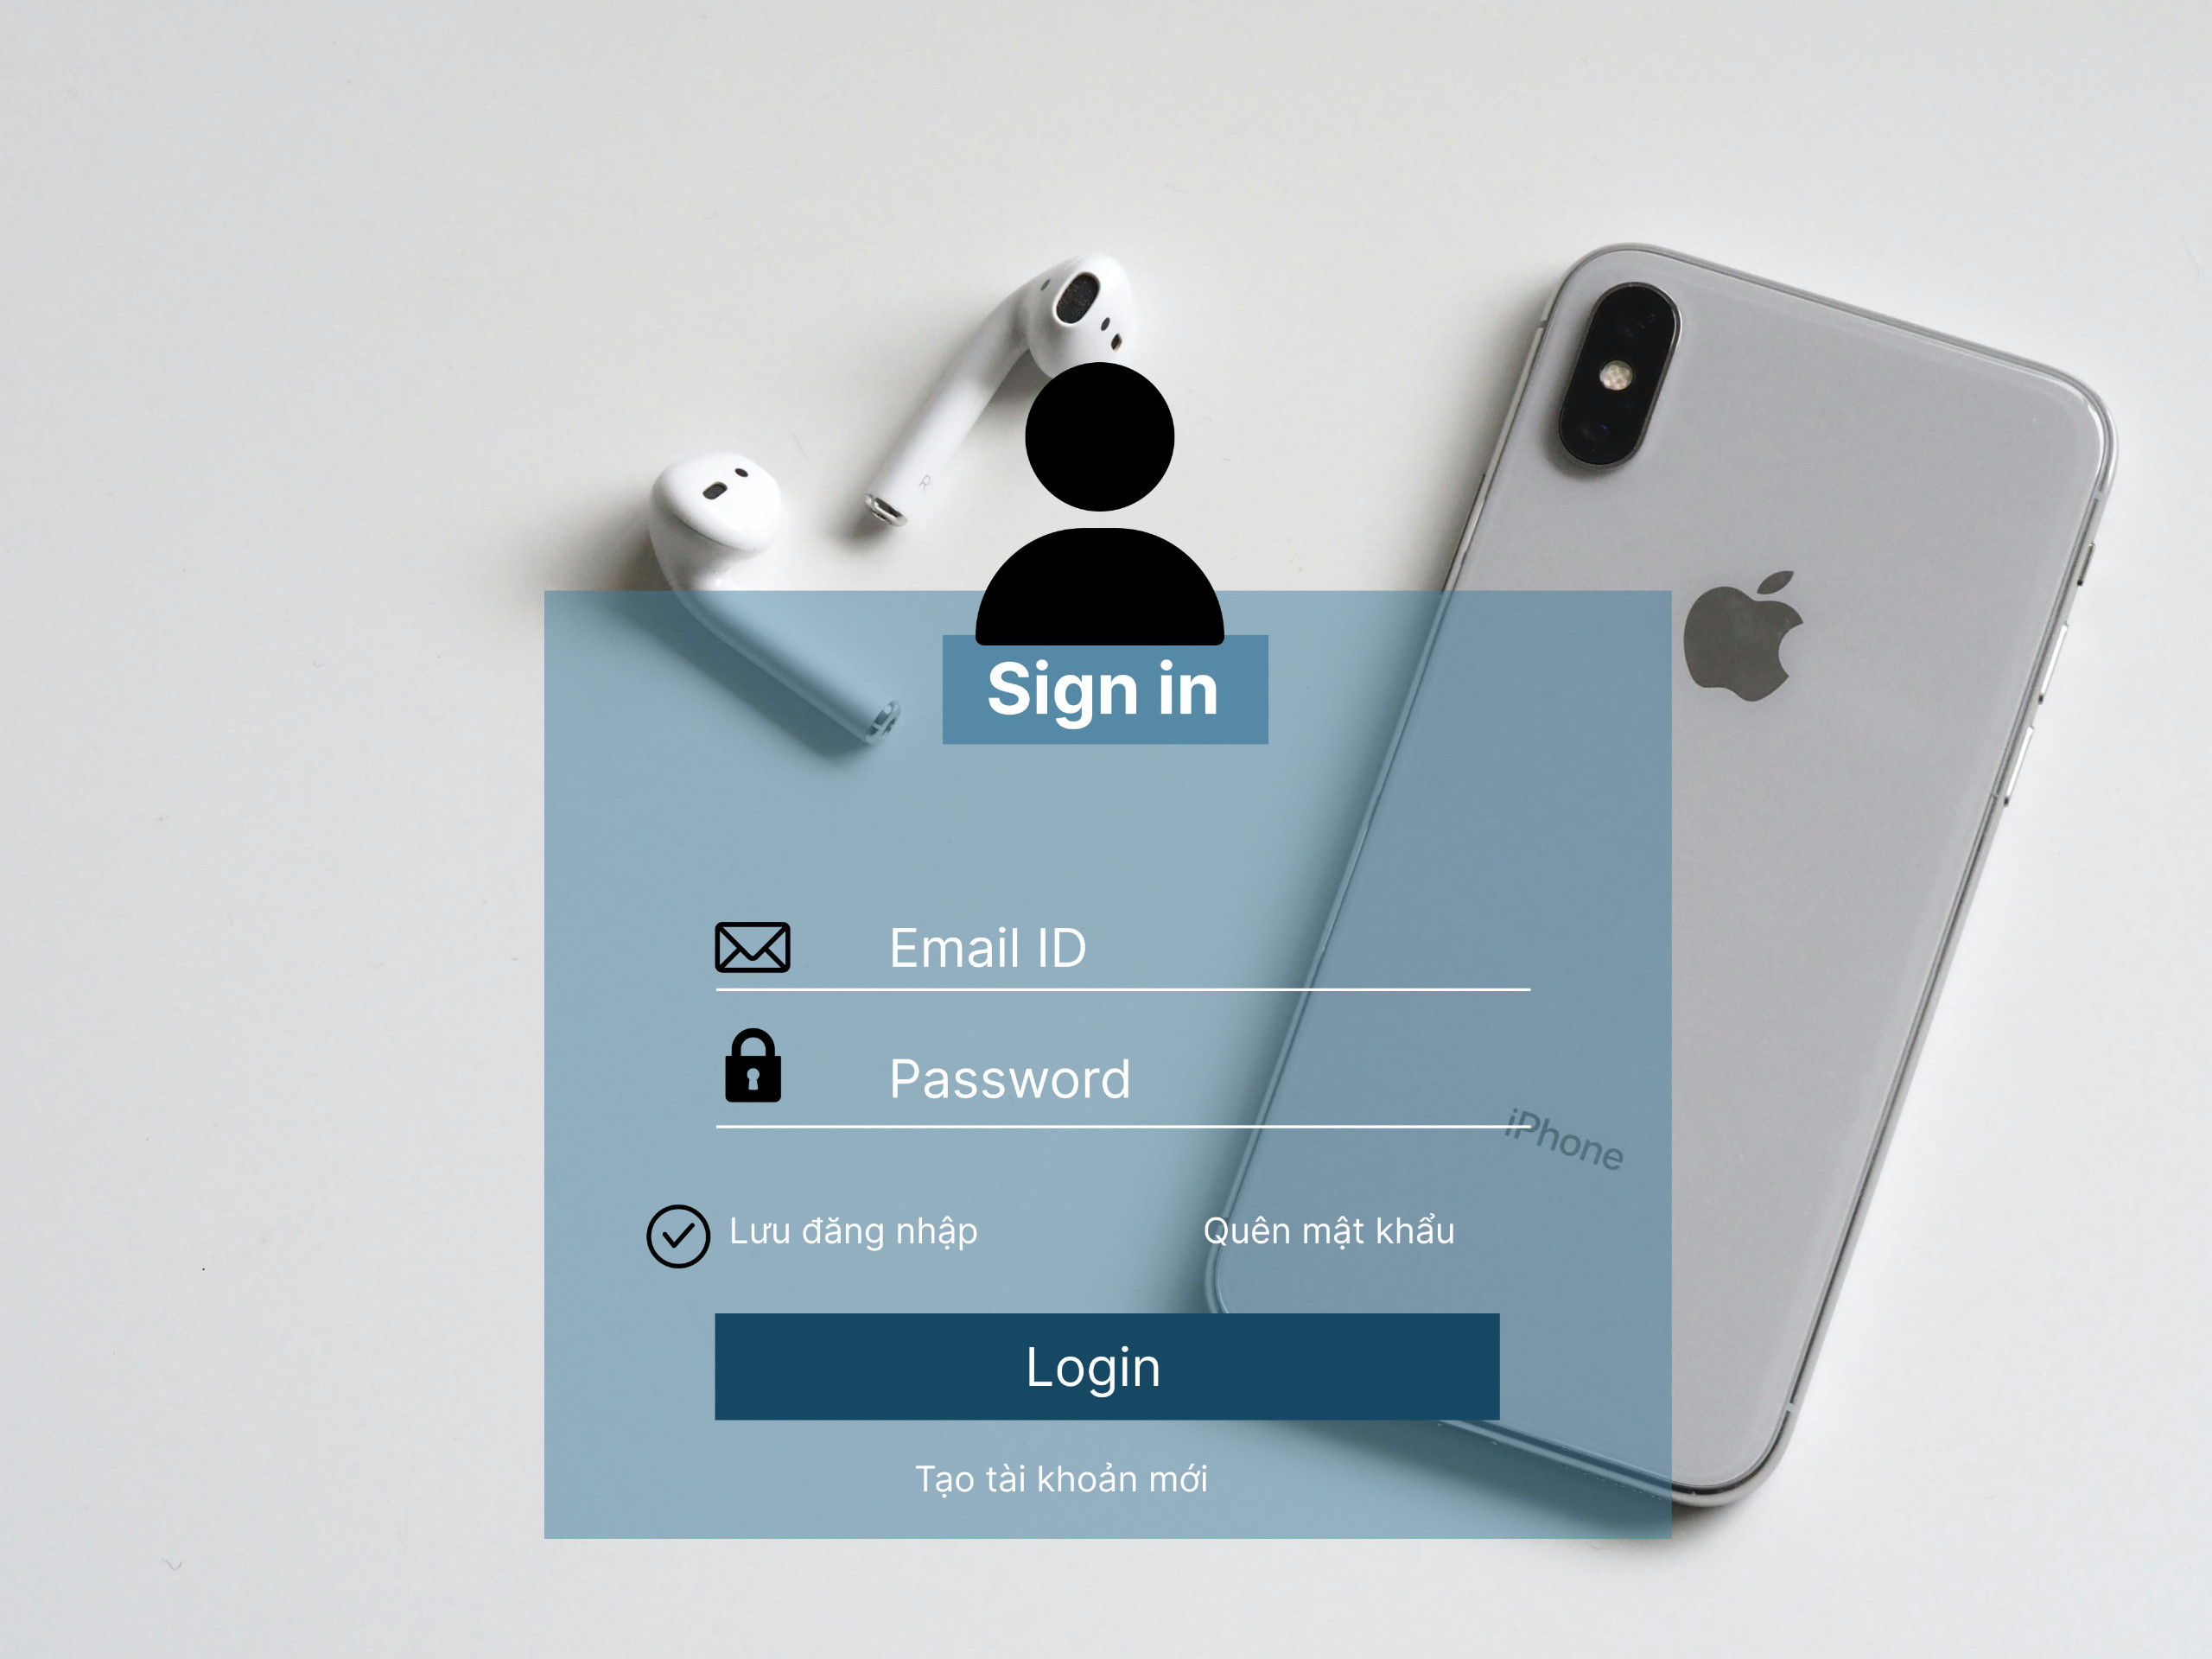 R
Sign in
Email ID
Password
iPhone
Lưu đăng nhập
Quên mật khẩu
Login
Tạo tài khoản mới